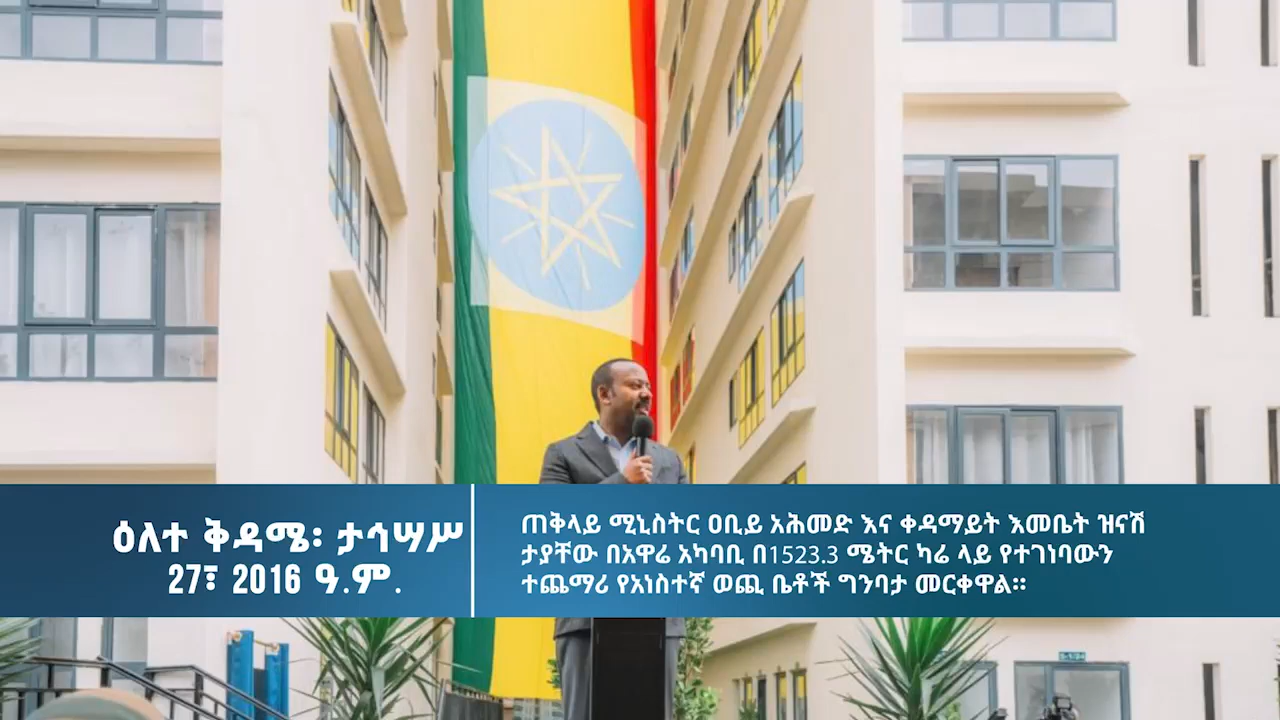 ዕለተ ቅዳሜ፡ ታኅሣሥ
27፣ 2016 ዓ.ም.
ጠቅላይ ሚኒስትር ዐቢይ አሕመድ እና ቀዳማይት እመቤት ዝናሽ
ታያቸው በአዋሬ አካባቢ በ1523.3 ሜትር ካሬ ላይ የተገነባውን
ተጨማሪ የአነስተኛ ወጪ ቤቶች ግንባታ መርቀዋል።